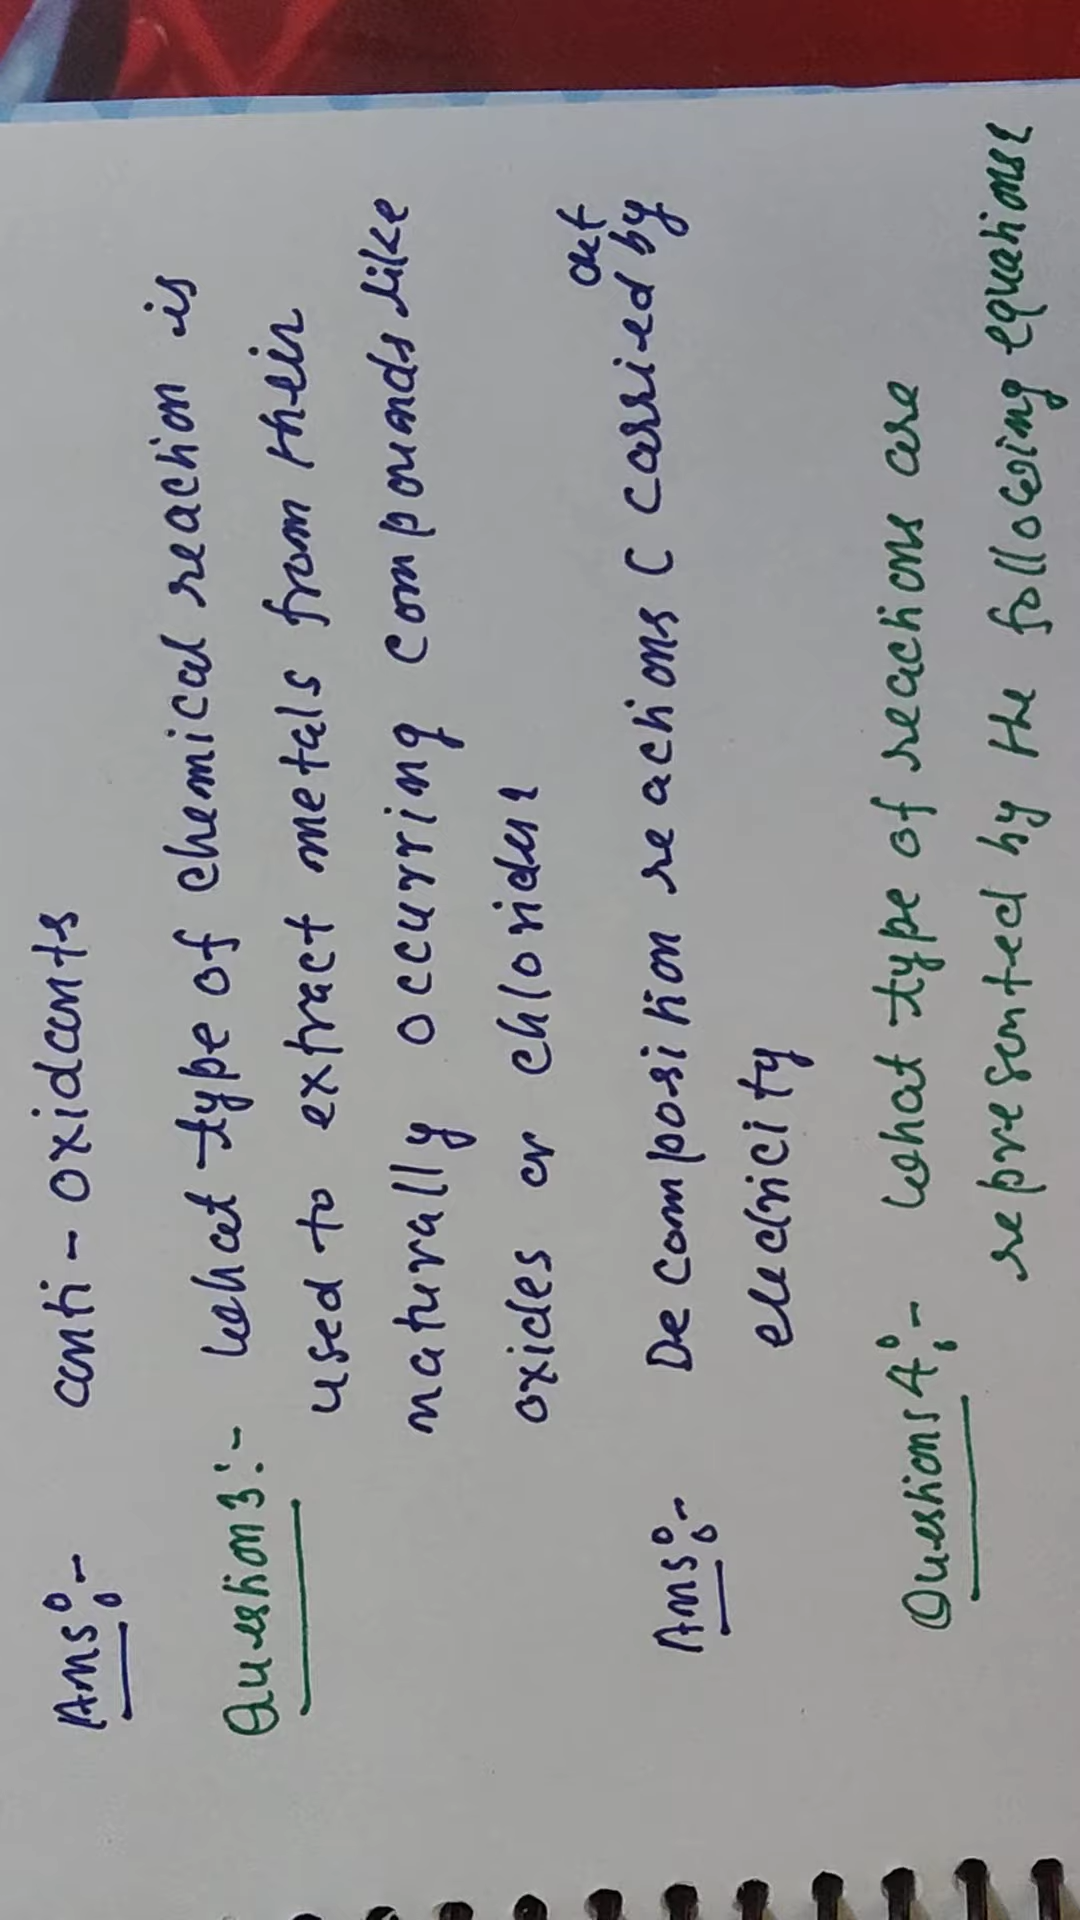 Ans:- anti-oxidants
Question 3:- What type of chemical reaction is
used to extract metals from their
naturally occurring compounds like
oxides or chlorides?
Ans:- Decomposition reactions ( carried out by
electricity
Questions 4:- What type of reactions are
represented by the following equations?